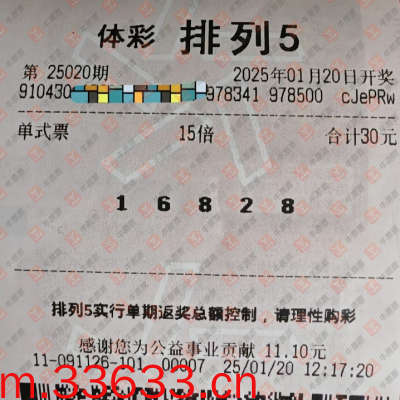 体彩 排列5
第 25020期 2025年01月20日开奖
910430 978341 978500 cJePRw
单式票 15倍 合计30元
1 6 8 2 8
排列5实行单期返奖总额控制，请理性购彩
感谢您为公益事业贡献 11.10元
11-091126-101 00007 25/01/20 12:17:20
m.33633.cn